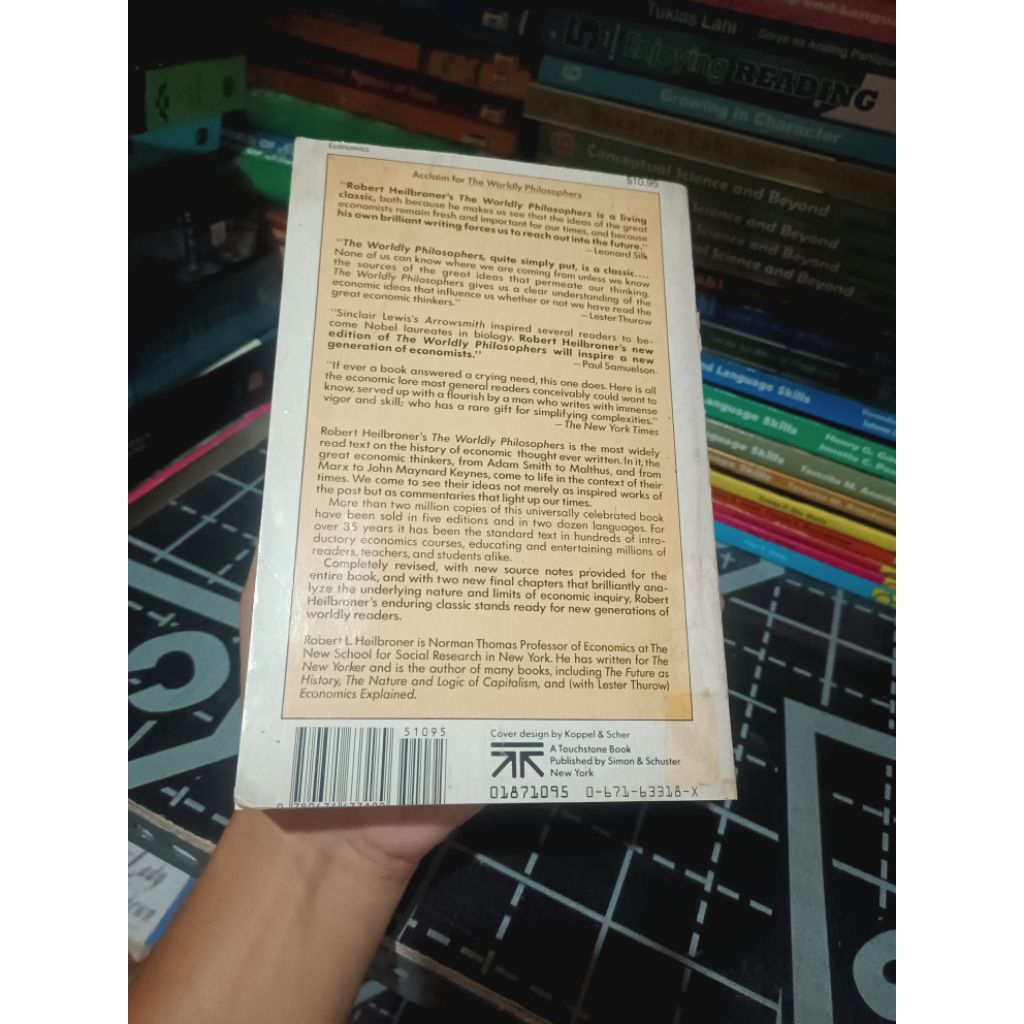 Tuklas Lahi
5
Enjoying READING
6
Growing in Character
Conceptual Science and Beyond
Science and Beyond
Science and Beyond
Science and Beyond
Language Skills
Language Skills
Language Skills
Economics
$10.95
Acclaim for The Worldly Philosophers
"Robert Heilbroner's The Worldly Philosophers is a living
classic, both because he makes us see that the ideas of the great
economists remain fresh and important for our times, and because
his own brilliant writing forces us to reach out into the future."
—Leonard Silk
"The Worldly Philosophers, quite simply put, is a classic....
None of us can know where we are coming from unless we know
the sources of the great ideas that permeate our thinking.
The Worldly Philosophers gives us a clear understanding of the
economic ideas that influence us whether or not we have read the
great economic thinkers."
—Lester Thurow
"Sinclair Lewis's Arrowsmith inspired several readers to be-
come Nobel laureates in biology. Robert Heilbroner's new
edition of The Worldly Philosophers will inspire a new
generation of economists."
—Paul Samuelson
"If ever a book answered a crying need, this one does. Here is all
the economic lore most general readers conceivably could want to
know, served up with a flourish by a man who writes with immense
vigor and skill; who has a rare gift for simplifying complexities."
—The New York Times
Robert Heilbroner's The Worldly Philosophers is the most widely
read text on the history of economic thought ever written. In it, the
great economic thinkers, from Adam Smith to Malthus, and from
Marx to John Maynard Keynes, come to life in the context of their
times. We come to see their ideas not merely as inspired works of
the past but as commentaries that light up our times.
More than two million copies of this universally celebrated book
have been sold in five editions and in two dozen languages. For
over 35 years it has been the standard text in hundreds of intro-
ductory economics courses, educating and entertaining millions of
readers, teachers, and students alike.
Completely revised, with new source notes provided for the
entire book, and with two new final chapters that brilliantly ana-
lyze the underlying nature and limits of economic inquiry, Robert
Heilbroner's enduring classic stands ready for new generations of
worldly readers.
Robert L. Heilbroner is Norman Thomas Professor of Economics at The
New School for Social Research in New York. He has written for The
New Yorker and is the author of many books, including The Future as
History, The Nature and Logic of Capitalism, and (with Lester Thurow)
Economics Explained.
51095
Cover design by Koppel & Scher
A Touchstone Book
Published by Simon & Schuster
New York
01871095 0-671-63318-X